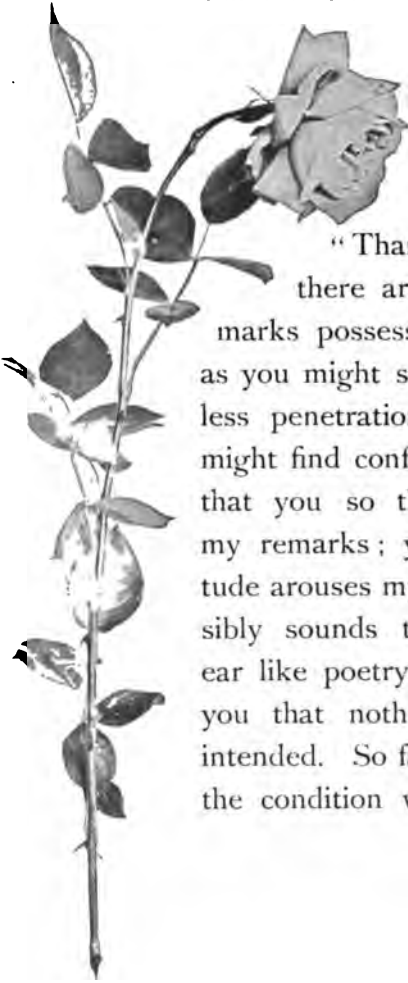 " Than
there ar
marks possess
as you might s
less penetratio
might find conf
that you so t
my remarks ; y
tude arouses m
sibly sounds t
ear like poetry
you that noth
intended. So f
the condition w